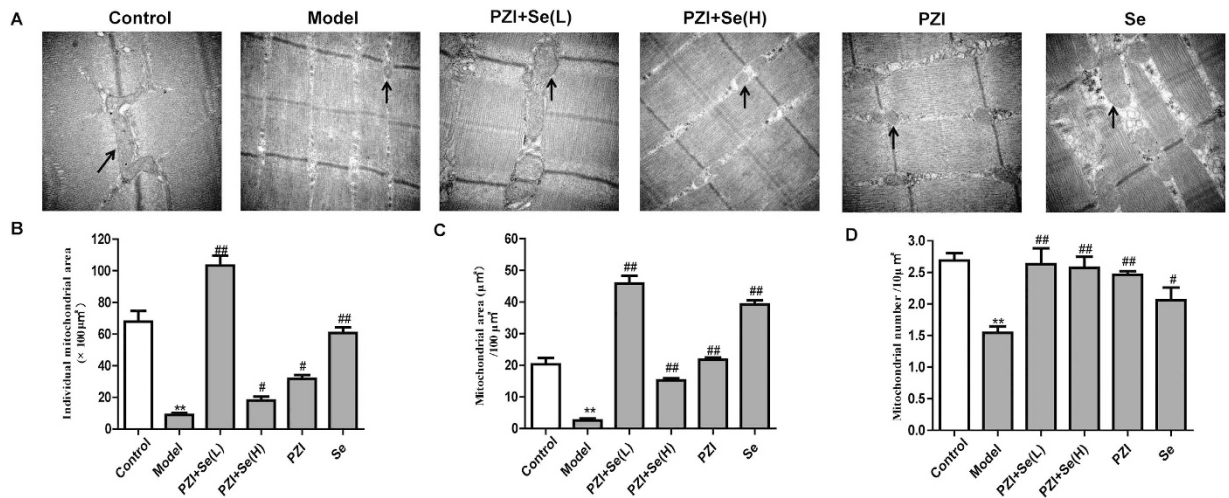 A
Control
Model
PZI+Se(L)
PZI+Se(H)
PZI
Se
B
Individual mitochondrial area
(× 100μm²)
120
100
80
60
40
20
0
**
##
#
#
##
Control
Model
PZI+Se(L)
PZI+Se(H)
PZI
Se
C
Mitochondrial area (μm²)
/100 μm²
60
50
40
30
20
10
0
**
##
##
##
##
Control
Model
PZI+Se(L)
PZI+Se(H)
PZI
Se
D
Mitochondrial number /10μm²
3.0
2.5
2.0
1.5
1.0
0.5
0.0
**
##
##
##
#
Control
Model
PZI+Se(L)
PZI+Se(H)
PZI
Se